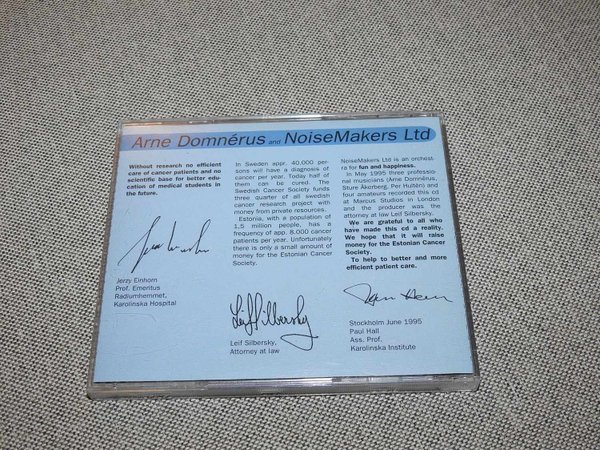 Arne Domnérus and NoiseMakers Ltd
Without research no efficient
care of cancer patients and no
scientific base for better edu-
cation of medical students in
the future.
Jerzy Einhorn
Prof. Emeritus
Radiumhemmet,
Karolinska Hospital
In Sweden appr. 40,000 per-
sons will have a diagnosis of
cancer per year. Today half of
them can be cured. The
Swedish Cancer Society funds
three quarter of all swedish
cancer research project with
money from private resources.
Estonia, with a population of
1,5 million people, has a
frequency of app. 8,000 cancer
patients per year. Unfortunately
there is only a small amount of
money for the Estonian Cancer
Society.
Leif Silbersky
Leif Silbersky,
Attorney at law
NoiseMakers Ltd is an orchest-
ra for fun and happiness.
In May 1995 three professio-
nal musicians (Arne Domnérus,
Sture Åkerberg, Per Hultén) and
four amateurs recorded this cd
at Marcus Studios in London
and the producer was the
attorney at law Leif Silbersky.
We are grateful to all who
have made this cd a reality.
We hope that it will raise
money for the Estonian Cancer
Society.
To help to better and more
efficient patient care.
Stockholm June 1995
Paul Hall
Ass. Prof.
Karolinska Institute